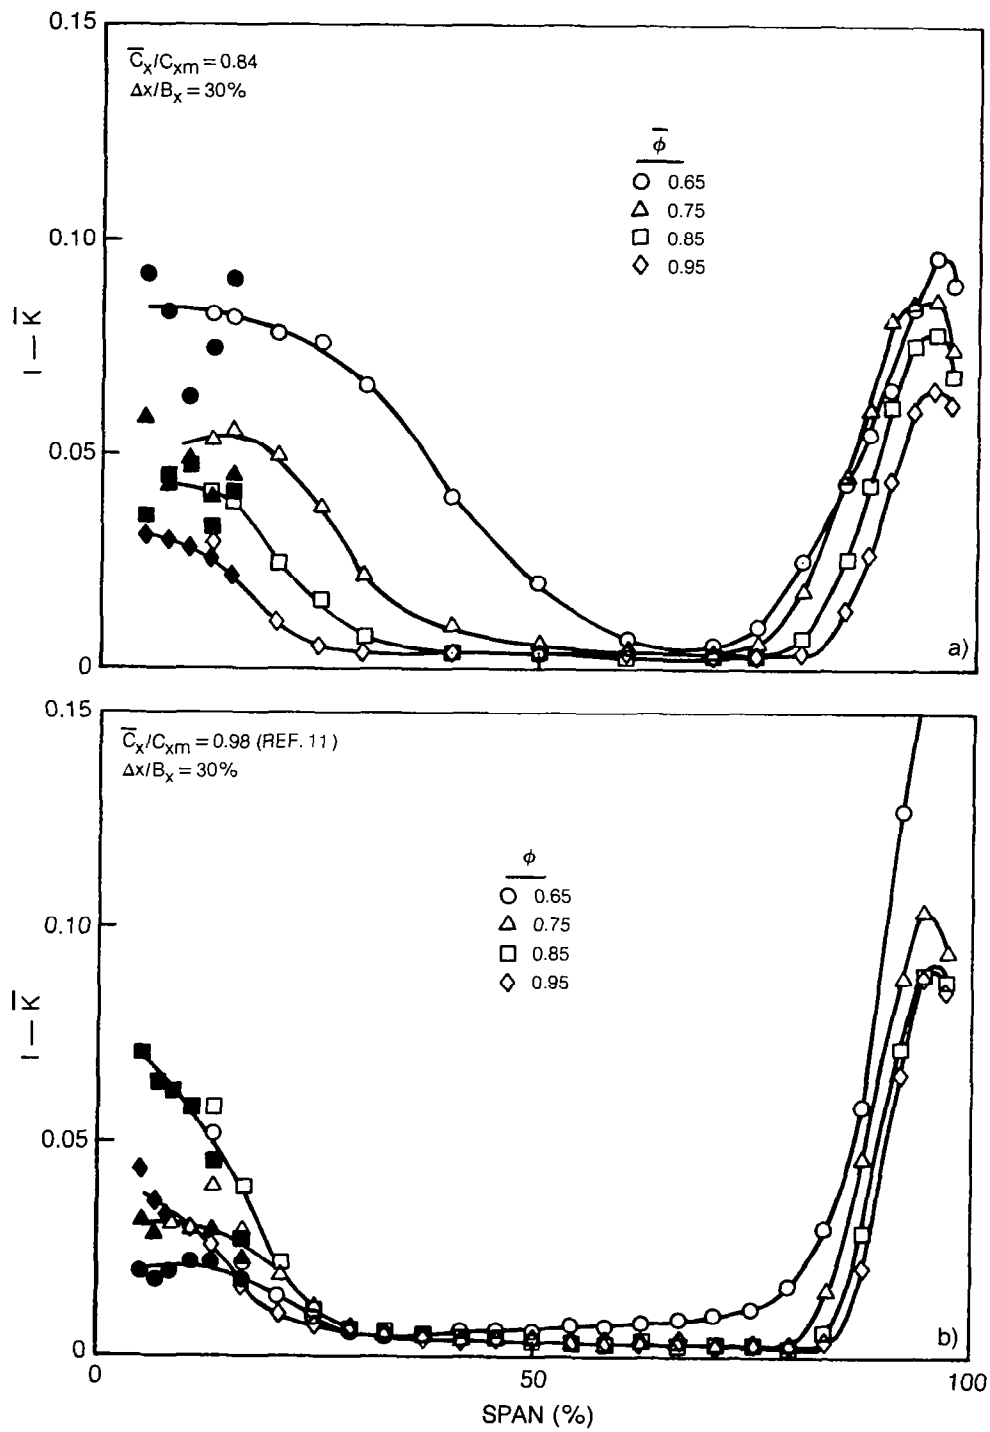 0.15
C̅x/Cxm = 0.84
Δx/Bx = 30%
ϕ̅
0.65
0.75
0.85
0.95
0.10
I — K̅
0.05
0
a)
0.15
C̅x/Cxm = 0.98 (REF. 11)
Δx/Bx = 30%
ϕ
0.65
0.75
0.85
0.95
0.10
I — K̅
0.05
0
b)
0
50
100
SPAN (%)